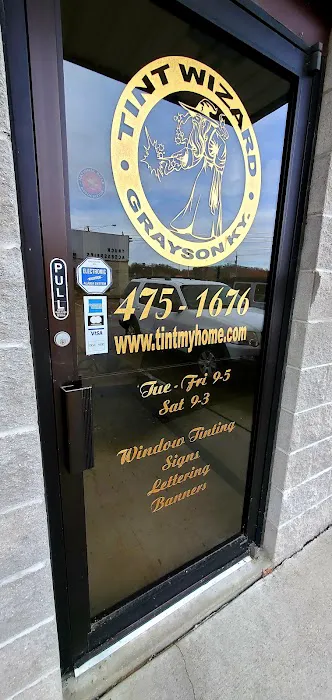 TINT WIZARD
GRAYSON KY.
PULL
ELECTRONIC
475-1676
VISA
www.tintmyhome.com
Tue - Fri 9-5
Sat 9-3
Window Tinting
Signs
Lettering
Banners